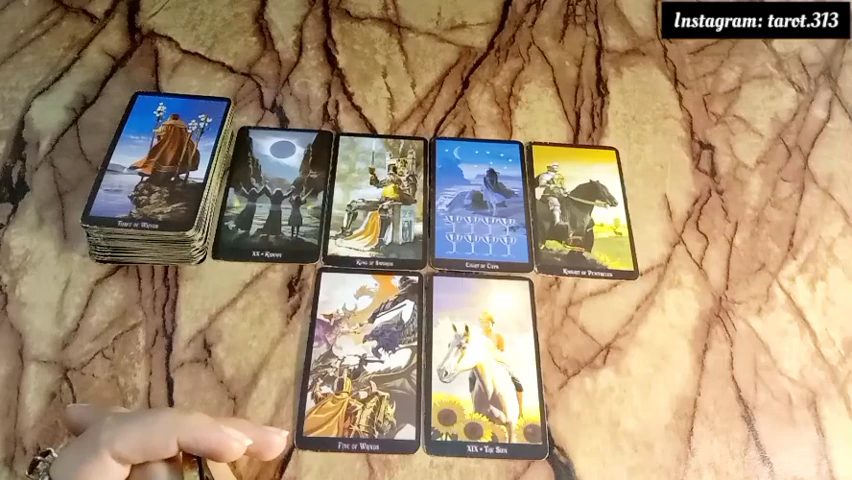 Instagram: tarot.313
THREE OF WANDS
XX • KARMA
KING OF SWORDS
EIGHT OF CUPS
KNIGHT OF PENTACLES
FIVE OF WANDS
XIX • THE SUN